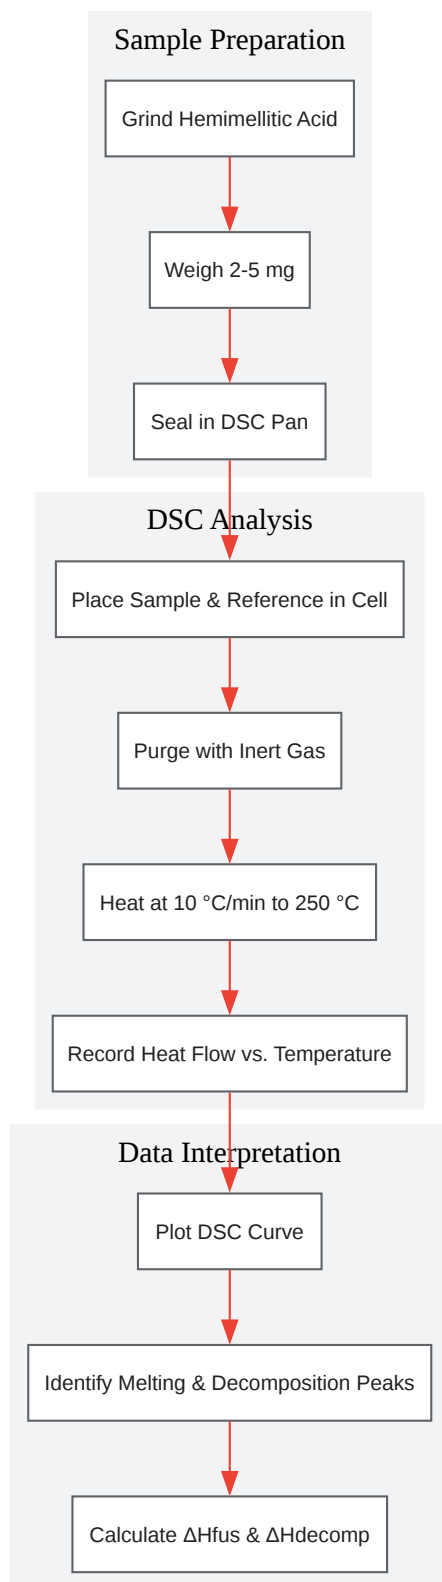 Sample Preparation
Grind Hemimellitic Acid
Weigh 2-5 mg
Seal in DSC Pan
DSC Analysis
Place Sample & Reference in Cell
Purge with Inert Gas
Heat at 10 °C/min to 250 °C
Record Heat Flow vs. Temperature
Data Interpretation
Plot DSC Curve
Identify Melting & Decomposition Peaks
Calculate ΔHfus & ΔHdecomp